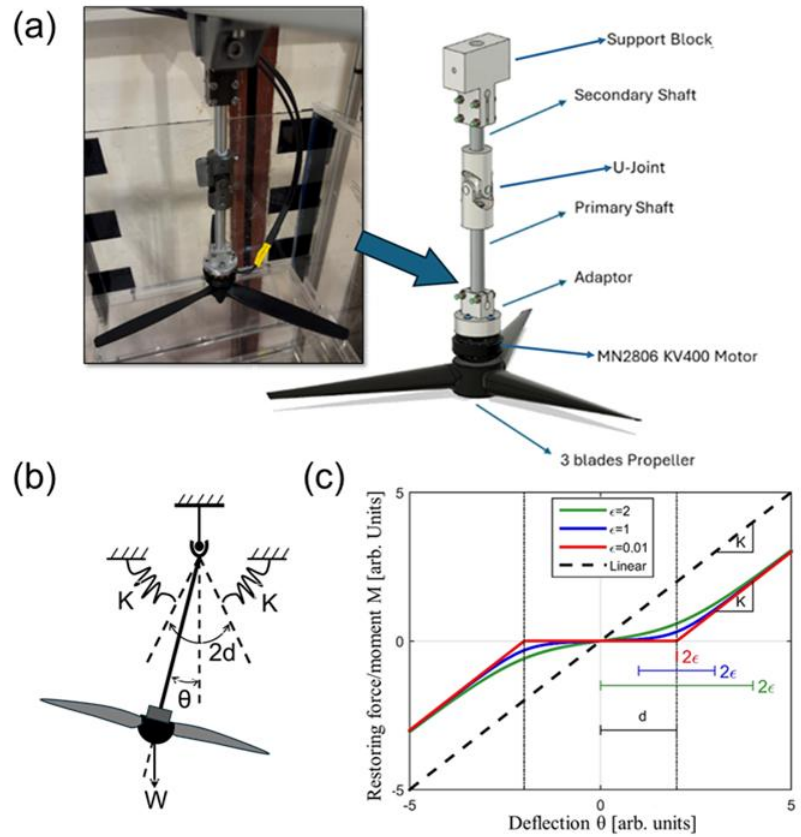 (a)
Support Block
Secondary Shaft
U-Joint
Primary Shaft
Adaptor
MN2806 KV400 Motor
3 blades Propeller
(b)
K
K
2d
θ
W
(c)
5
0
-5
Restoring force/moment M [arb. Units]
ϵ=2
ϵ=1
ϵ=0.01
Linear
K
K
2ϵ
2ϵ
2ϵ
d
-5
0
5
Deflection θ [arb. units]